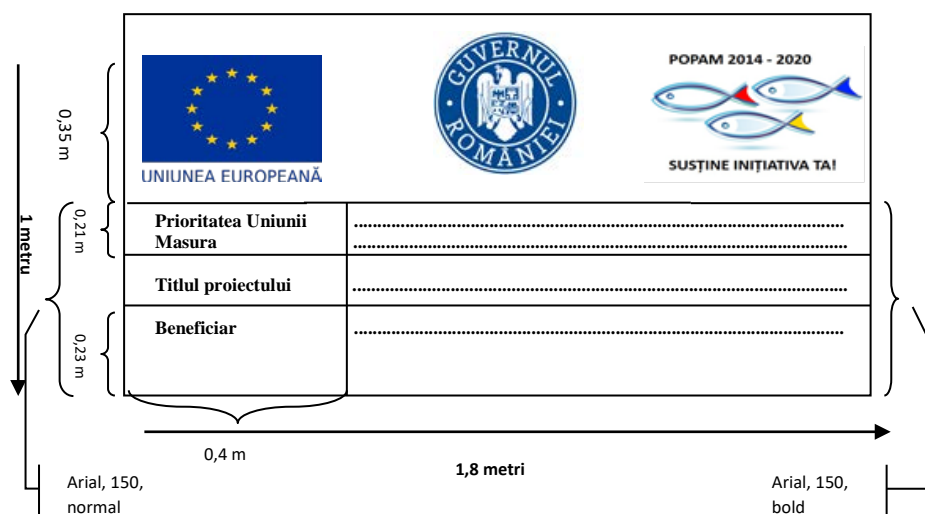 GUVERNUL ROMÂNIEI
POPAM 2014 - 2020
UNIUNEA EUROPEANĂ
SUSȚINE INIȚIATIVA TA!
0,35 m
1 metru
0,21 m
0,23 m
Prioritatea Uniunii ....................................................................
Masura ....................................................................
Titlul proiectului ....................................................................
Beneficiar ....................................................................
0,4 m
1,8 metri
Arial, 150,
normal
Arial, 150,
bold